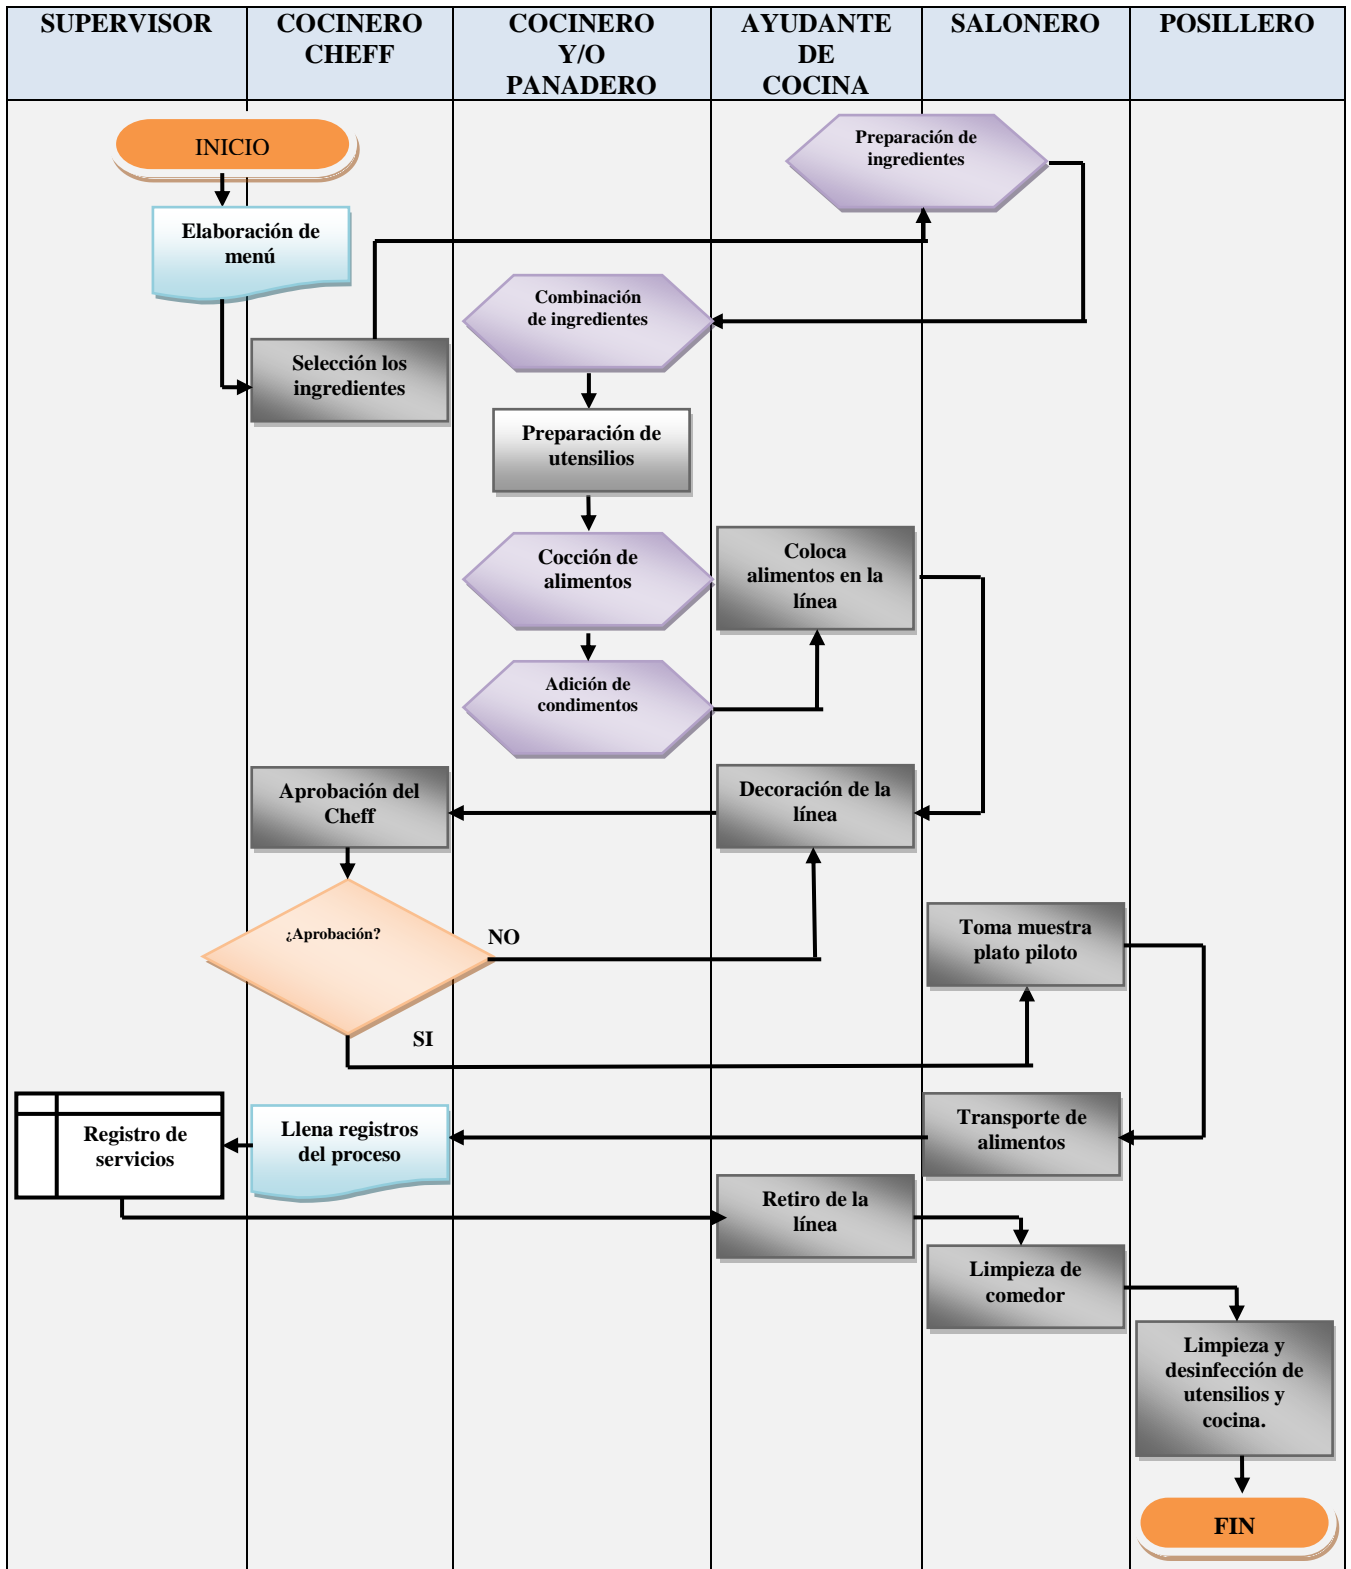 SUPERVISOR
COCINERO
CHEFF
COCINERO
Y/O
PANADERO
AYUDANTE
DE
COCINA
SALONERO
POSILLERO
INICIO
Preparación de
ingredientes
Elaboración de
menú
Combinación
de ingredientes
Selección los
ingredientes
Preparación de
utensilios
Cocción de
alimentos
Coloca
alimentos en la
línea
Adición de
condimentos
Aprobación del
Cheff
Decoración de la
línea
¿Aprobación?
NO
Toma muestra
plato piloto
SI
Registro de
servicios
Llena registros
del proceso
Transporte de
alimentos
Retiro de la
línea
Limpieza de
comedor
Limpieza y
desinfección de
utensilios y
cocina.
FIN